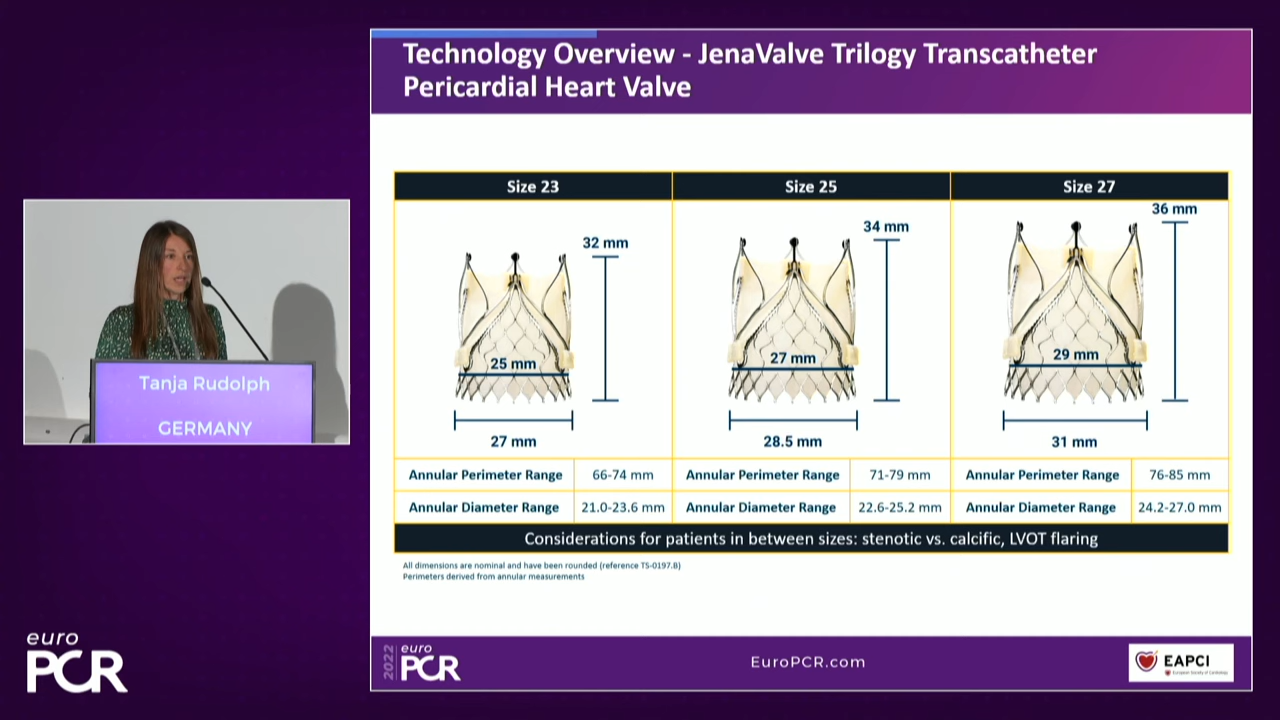 Technology Overview - JenaValve Trilogy Transcatheter
Pericardial Heart Valve
Size 23
Size 25
Size 27
32 mm
34 mm
36 mm
25 mm
27 mm
29 mm
27 mm
28.5 mm
31 mm
Annular Perimeter Range 66-74 mm
Annular Perimeter Range 71-79 mm
Annular Perimeter Range 76-85 mm
Annular Diameter Range 21.0-23.6 mm
Annular Diameter Range 22.6-25.2 mm
Annular Diameter Range 24.2-27.0 mm
Considerations for patients in between sizes: stenotic vs. calcific, LVOT flaring
All dimensions are nominal and have been rounded (reference TS-0197.B)
Perimeters derived from annular measurements
Tanja Rudolph
GERMANY
euro
PCR
2022
euro
PCR
EuroPCR.com
EAPCI
European Society of Cardiology